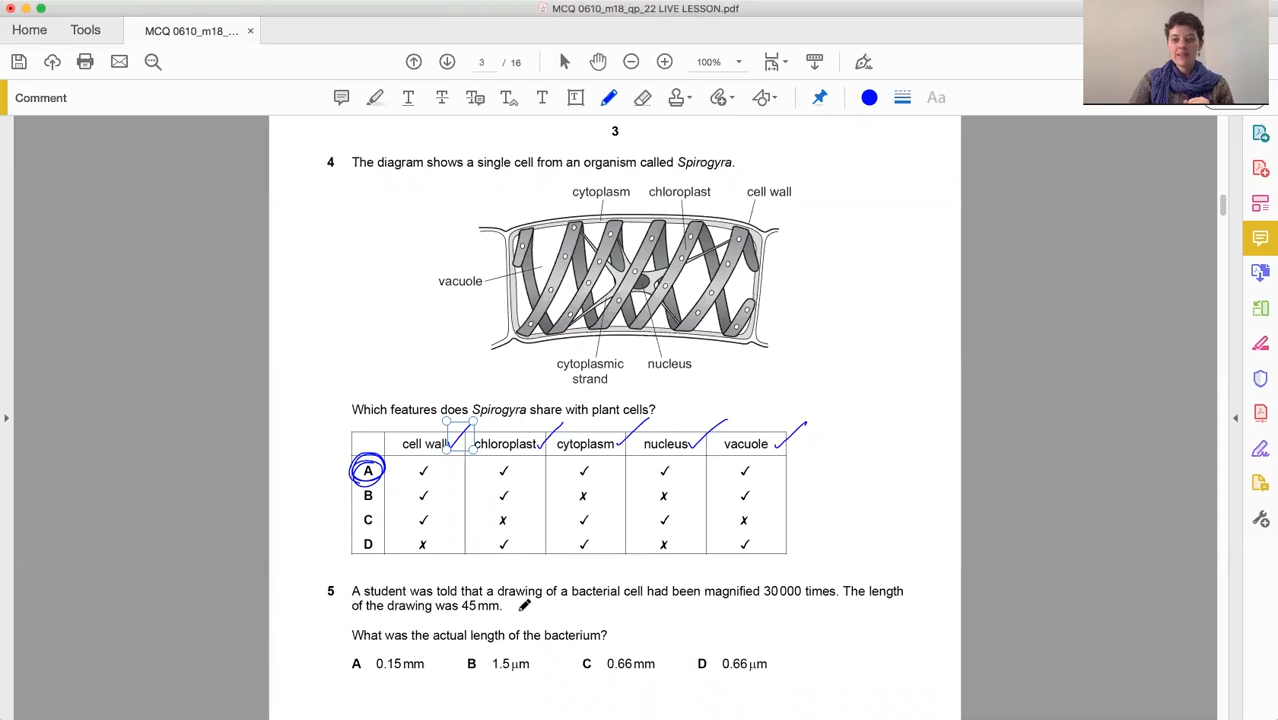 MCQ 0610_m18_qp_22 LIVE LESSON.pdf
Home
Tools
MCQ 0610_m18_... ×
3 / 16
100%
Comment
Aa
3
4 The diagram shows a single cell from an organism called Spirogyra.
cytoplasm chloroplast cell wall
vacuole
cytoplasmic strand
nucleus
Which features does Spirogyra share with plant cells?
cell wall chloroplast cytoplasm nucleus vacuole
A ✓ ✓ ✓ ✓ ✓
B ✓ ✓ ✗ ✗ ✓
C ✓ ✗ ✓ ✓ ✗
D ✗ ✓ ✓ ✗ ✓
5 A student was told that a drawing of a bacterial cell had been magnified 30 000 times. The length
of the drawing was 45 mm.
What was the actual length of the bacterium?
A 0.15 mm B 1.5 μm C 0.66 mm D 0.66 μm